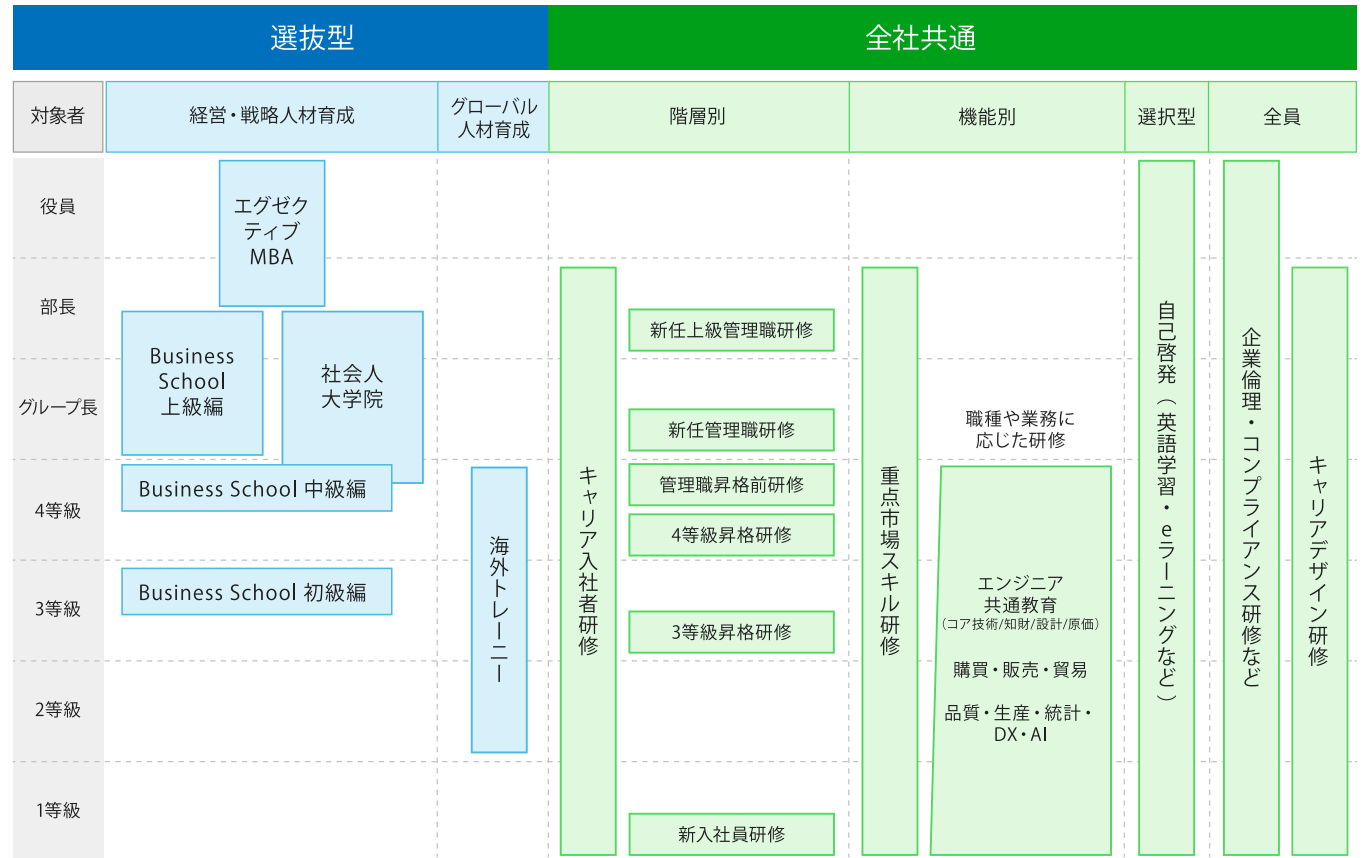 選抜型
全社共通
対象者
経営・戦略人材育成
グローバル
人材育成
階層別
機能別
選択型
全員
役員
部長
グループ長
4等級
3等級
2等級
1等級
エグゼク
ティブ
MBA
Business
School
上級編
社会人
大学院
Business School 中級編
Business School 初級編
海外トレーニー
キャリア入社者研修
新任上級管理職研修
新任管理職研修
管理職昇格前研修
4等級昇格研修
3等級昇格研修
新入社員研修
重点市場スキル研修
職種や業務に
応じた研修
エンジニア
共通教育
(コア技術/知財/設計/原価)
購買・販売・貿易
品質・生産・統計・
DX・AI
自己啓発（英語学習・eラーニングなど）
企業倫理・コンプライアンス研修など
キャリアデザイン研修